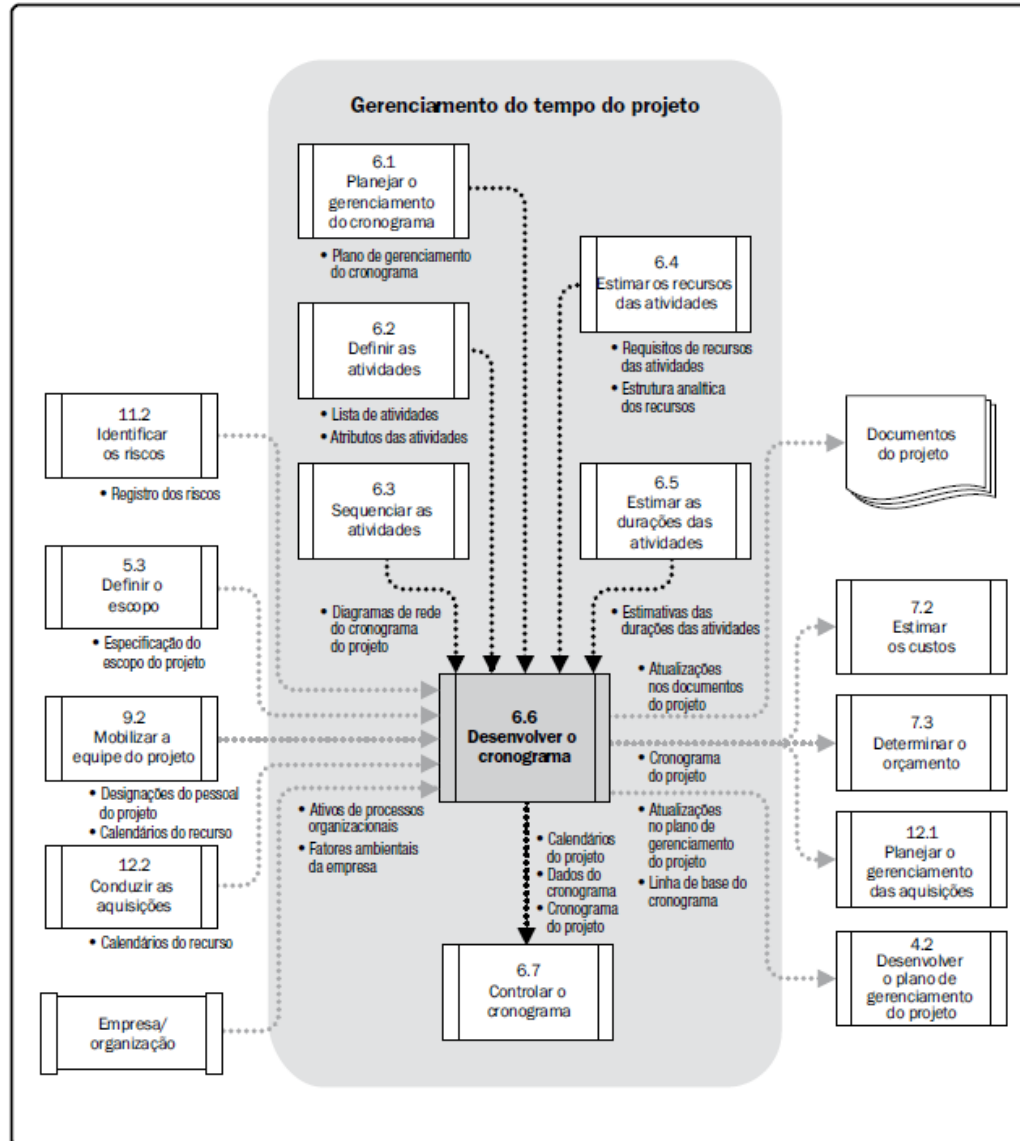 Gerenciamento do tempo do projeto
6.1
Planejar o
gerenciamento
do cronograma
• Plano de gerenciamento
do cronograma
6.4
Estimar os recursos
das atividades
• Requisitos de recursos
das atividades
• Estrutura analítica
dos recursos
6.2
Definir as
atividades
• Lista de atividades
• Atributos das atividades
11.2
Identificar
os riscos
• Registro dos riscos
Documentos
do projeto
6.3
Sequenciar as
atividades
• Diagramas de rede
do cronograma
do projeto
6.5
Estimar as
durações das
atividades
• Estimativas das
durações das atividades
5.3
Definir o
escopo
• Especificação do
escopo do projeto
7.2
Estimar
os custos
• Atualizações
nos documentos
do projeto
6.6
Desenvolver o
cronograma
9.2
Mobilizar a
equipe do projeto
• Designações do pessoal
do projeto
• Calendários do recurso
7.3
Determinar o
orçamento
• Cronograma
do projeto
• Ativos de processos
organizacionais
• Fatores ambientais
da empresa
• Atualizações
no plano de
gerenciamento
do projeto
• Linha de base do
cronograma
• Calendários
do projeto
• Dados do
cronograma
• Cronograma
do projeto
12.2
Conduzir as
aquisições
• Calendários do recurso
12.1
Planejar o
gerenciamento
das aquisições
6.7
Controlar o
cronograma
4.2
Desenvolver
o plano de
gerenciamento
do projeto
Empresa/
organização